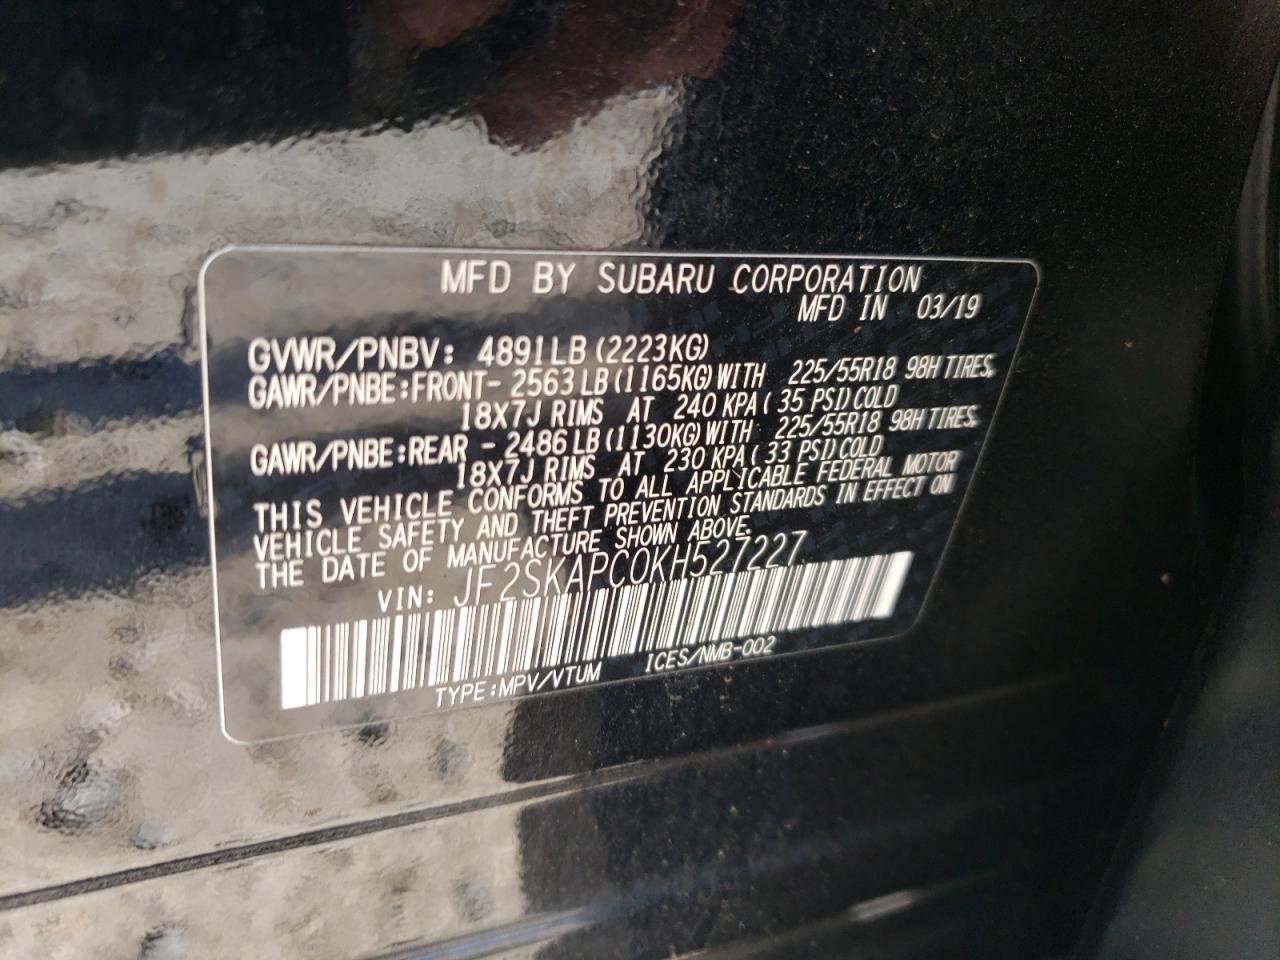 MFD BY SUBARU CORPORATION
MFD IN 03/19
GVWR/PNBV: 4891LB (2223KG)
GAWR/PNBE:FRONT- 2563LB(1165KG)WITH 225/55R18 98H TIRES,
18X7J RIMS AT 240 KPA( 35 PSI)COLD
GAWR/PNBE:REAR - 2486LB(1130KG)WITH 225/55R18 98H TIRES,
18X7J RIMS AT 230 KPA( 33 PSI)COLD
THIS VEHICLE CONFORMS TO ALL APPLICABLE FEDERAL MOTOR
VEHICLE SAFETY AND THEFT PREVENTION STANDARDS IN EFFECT ON
THE DATE OF MANUFACTURE SHOWN ABOVE.
VIN: JF2SKAPC0KH527227
TYPE:MPV/VTUM ICES/NMB-002